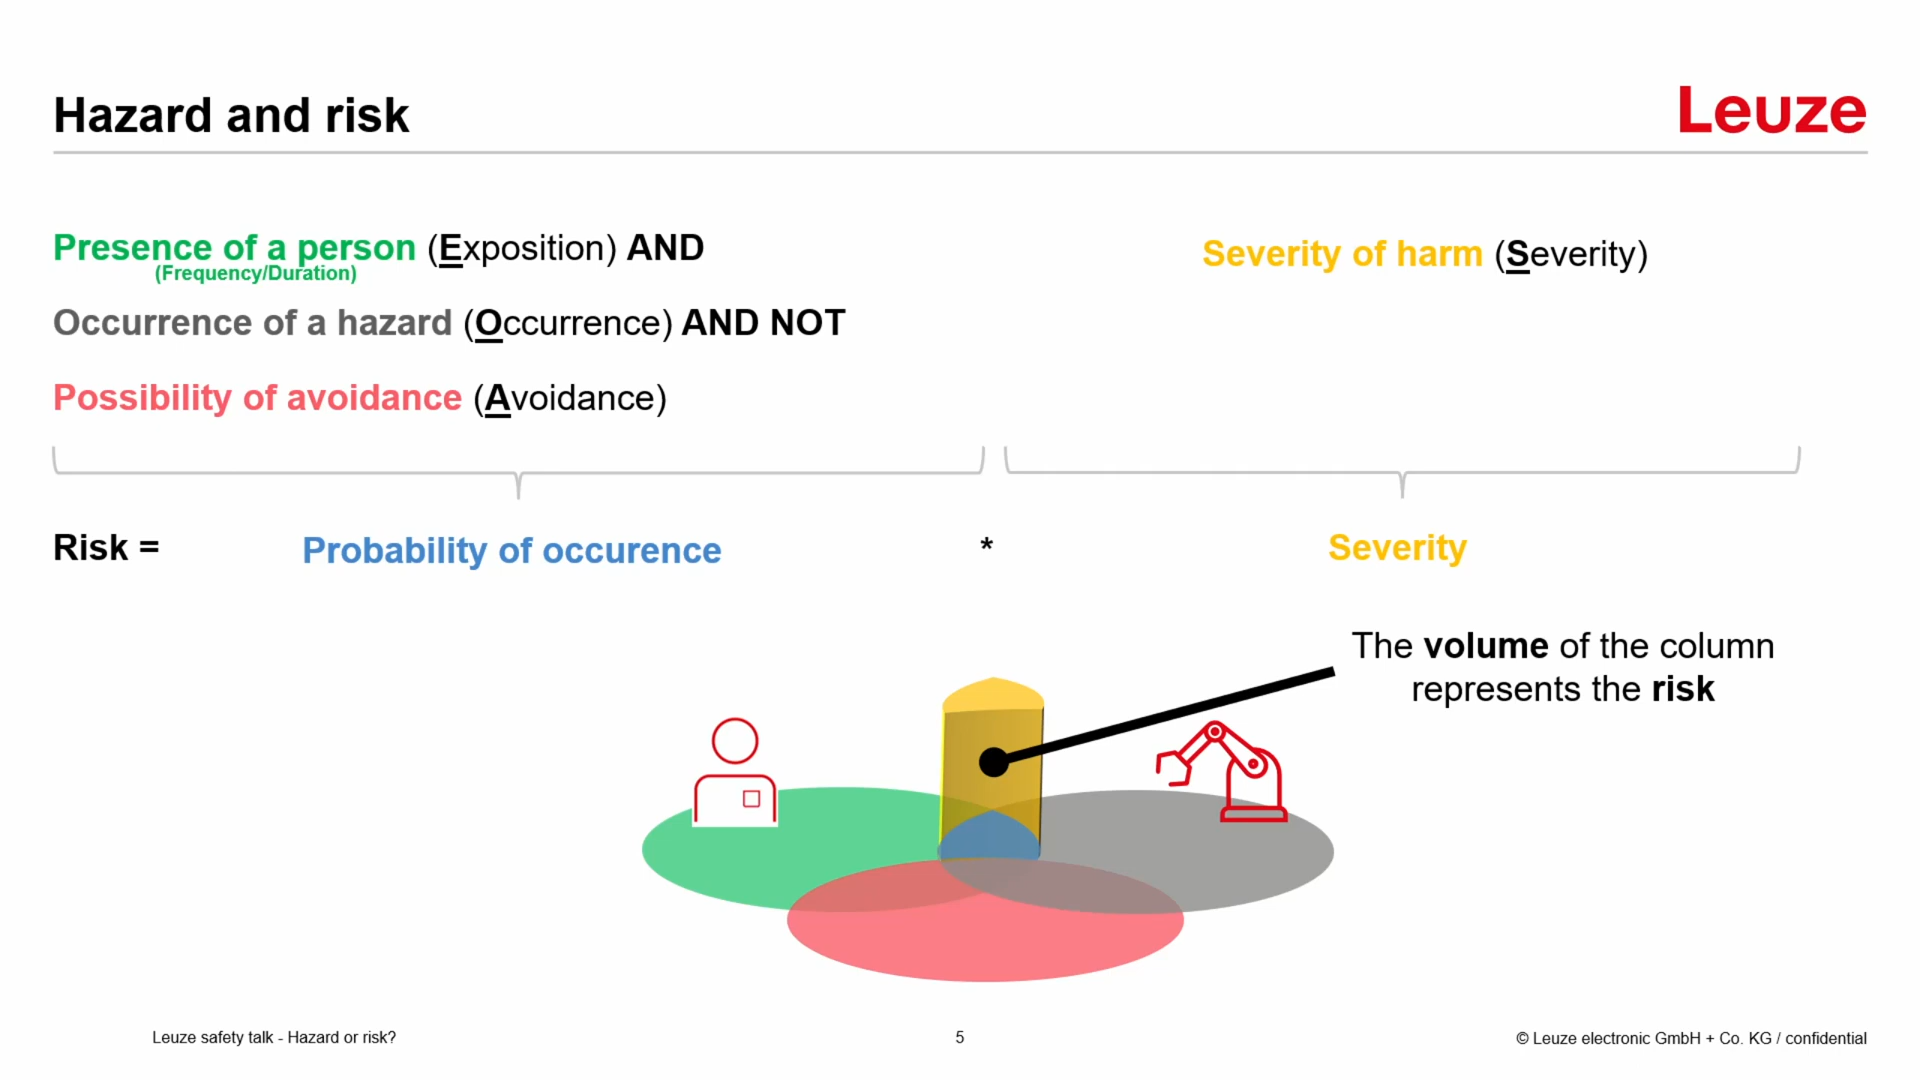 Hazard and risk
Leuze
Presence of a person (Exposition) AND
(Frequency/Duration)
Occurrence of a hazard (Occurrence) AND NOT
Possibility of avoidance (Avoidance)
Severity of harm (Severity)
Risk = Probability of occurence * Severity
The volume of the column
represents the risk
Leuze safety talk - Hazard or risk?
5
© Leuze electronic GmbH + Co. KG / confidential